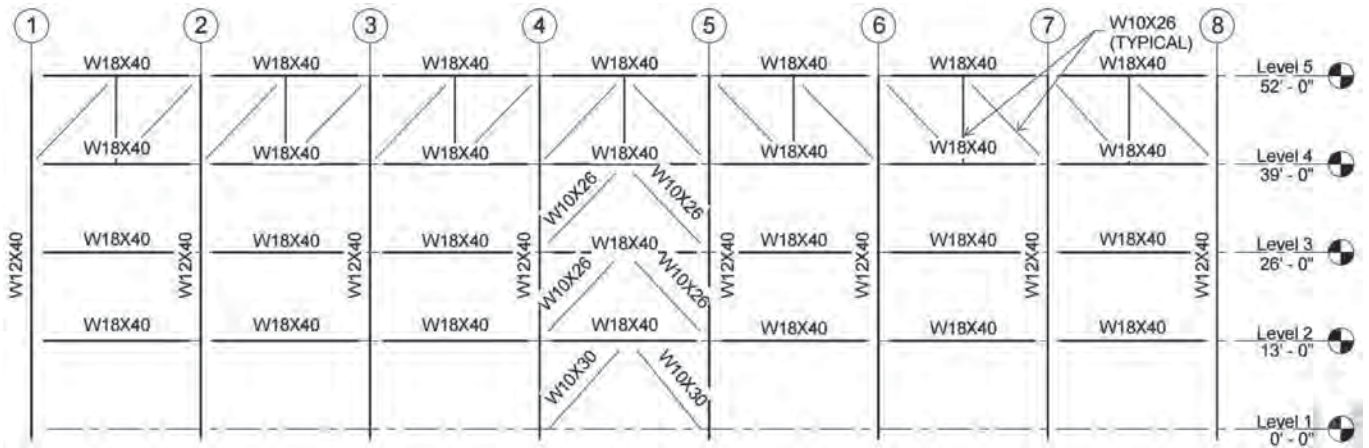 1 2 3 4 5 6 7 8
W10X26
(TYPICAL)
W18X40 W18X40 W18X40 W18X40 W18X40 W18X40 W18X40
Level 5
52' - 0"
W18X40 W18X40 W18X40 W18X40 W18X40 W18X40 W18X40
Level 4
39' - 0"
W10X26 W10X26
W18X40 W18X40 W18X40 W18X40 W18X40 W18X40 W18X40
Level 3
26' - 0"
W12X40 W12X40 W12X40 W12X40 W12X40 W12X40 W12X40 W12X40
W10X26 W10X26
W18X40 W18X40 W18X40 W18X40 W18X40 W18X40 W18X40
Level 2
13' - 0"
W10X30 W10X30
Level 1
0' - 0"